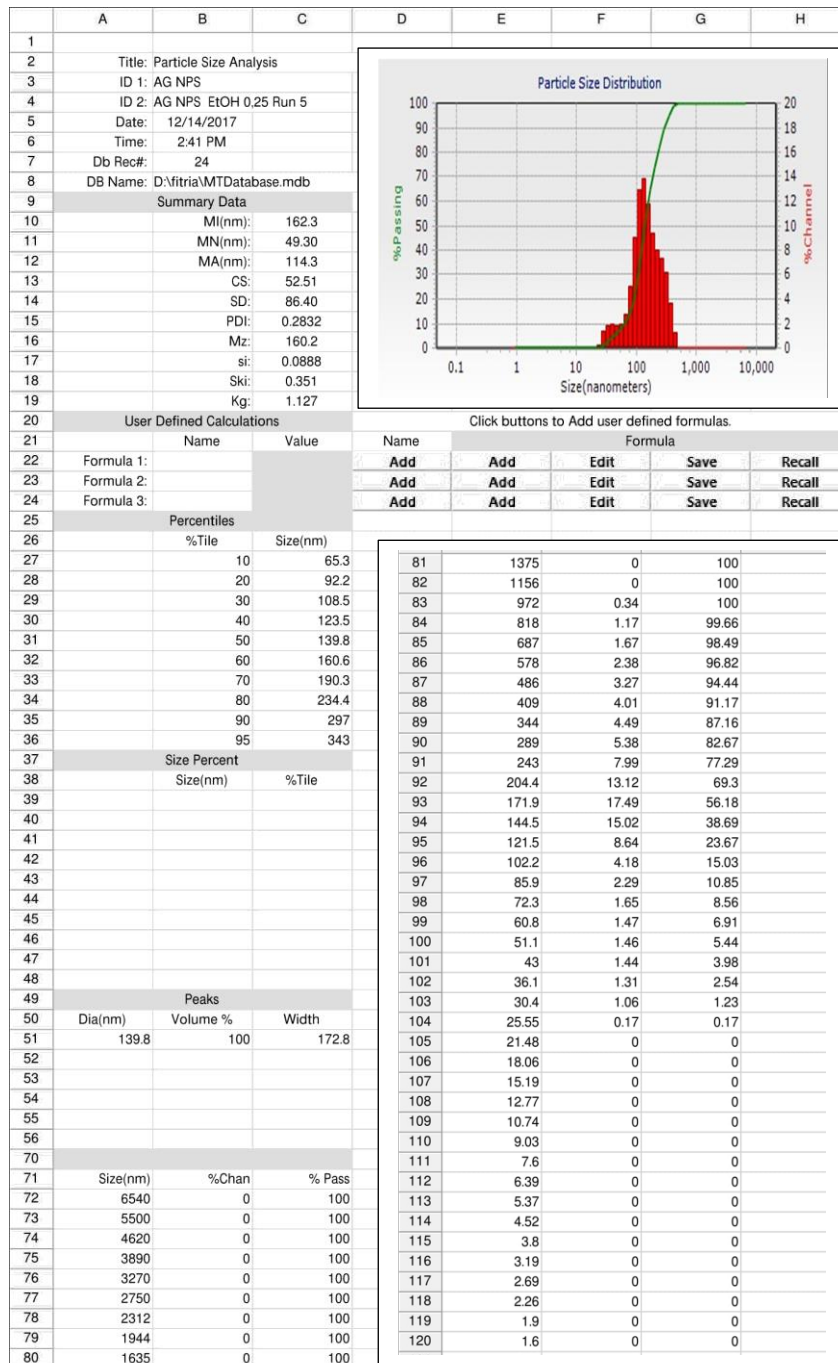 A B C D E F G H
1
2 Title: Particle Size Analysis
3 ID 1: AG NPS
4 ID 2: AG NPS EtOH 0,25 Run 5
5 Date: 12/14/2017
6 Time: 2:41 PM
7 Db Rec#: 24
8 DB Name: D:\fitria\MTDatabase.mdb
9 Summary Data
10 MI(nm): 162.3
11 MN(nm): 49.30
12 MA(nm): 114.3
13 CS: 52.51
14 SD: 86.40
15 PDI: 0.2832
16 Mz: 160.2
17 si: 0.0888
18 Ski: 0.351
19 Kg: 1.127
Particle Size Distribution
%Passing
100
90
80
70
60
50
40
30
20
10
0
20
18
16
14
12
10
8
6
4
2
0
%Channel
0.1 1 10 100 1,000 10,000
Size(nanometers)
20 User Defined Calculations Click buttons to Add user defined formulas.
21 Name Value Name Formula
22 Formula 1: Add Add Edit Save Recall
23 Formula 2: Add Add Edit Save Recall
24 Formula 3: Add Add Edit Save Recall
25 Percentiles
26 %Tile Size(nm)
27 10 65.3
28 20 92.2
29 30 108.5
30 40 123.5
31 50 139.8
32 60 160.6
33 70 190.3
34 80 234.4
35 90 297
36 95 343
37 Size Percent
38 Size(nm) %Tile
39
40
41
42
43
44
45
46
47
48
49 Peaks
50 Dia(nm) Volume % Width
51 139.8 100 172.8
52
53
54
55
56
70
71 Size(nm) %Chan % Pass
72 6540 0 100
73 5500 0 100
74 4620 0 100
75 3890 0 100
76 3270 0 100
77 2750 0 100
78 2312 0 100
79 1944 0 100
80 1635 0 100
81 1375 0 100
82 1156 0 100
83 972 0.34 100
84 818 1.17 99.66
85 687 1.67 98.49
86 578 2.38 96.82
87 486 3.27 94.44
88 409 4.01 91.17
89 344 4.49 87.16
90 289 5.38 82.67
91 243 7.99 77.29
92 204.4 13.12 69.3
93 171.9 17.49 56.18
94 144.5 15.02 38.69
95 121.5 8.64 23.67
96 102.2 4.18 15.03
97 85.9 2.29 10.85
98 72.3 1.65 8.56
99 60.8 1.47 6.91
100 51.1 1.46 5.44
101 43 1.44 3.98
102 36.1 1.31 2.54
103 30.4 1.06 1.23
104 25.55 0.17 0.17
105 21.48 0 0
106 18.06 0 0
107 15.19 0 0
108 12.77 0 0
109 10.74 0 0
110 9.03 0 0
111 7.6 0 0
112 6.39 0 0
113 5.37 0 0
114 4.52 0 0
115 3.8 0 0
116 3.19 0 0
117 2.69 0 0
118 2.26 0 0
119 1.9 0 0
120 1.6 0 0